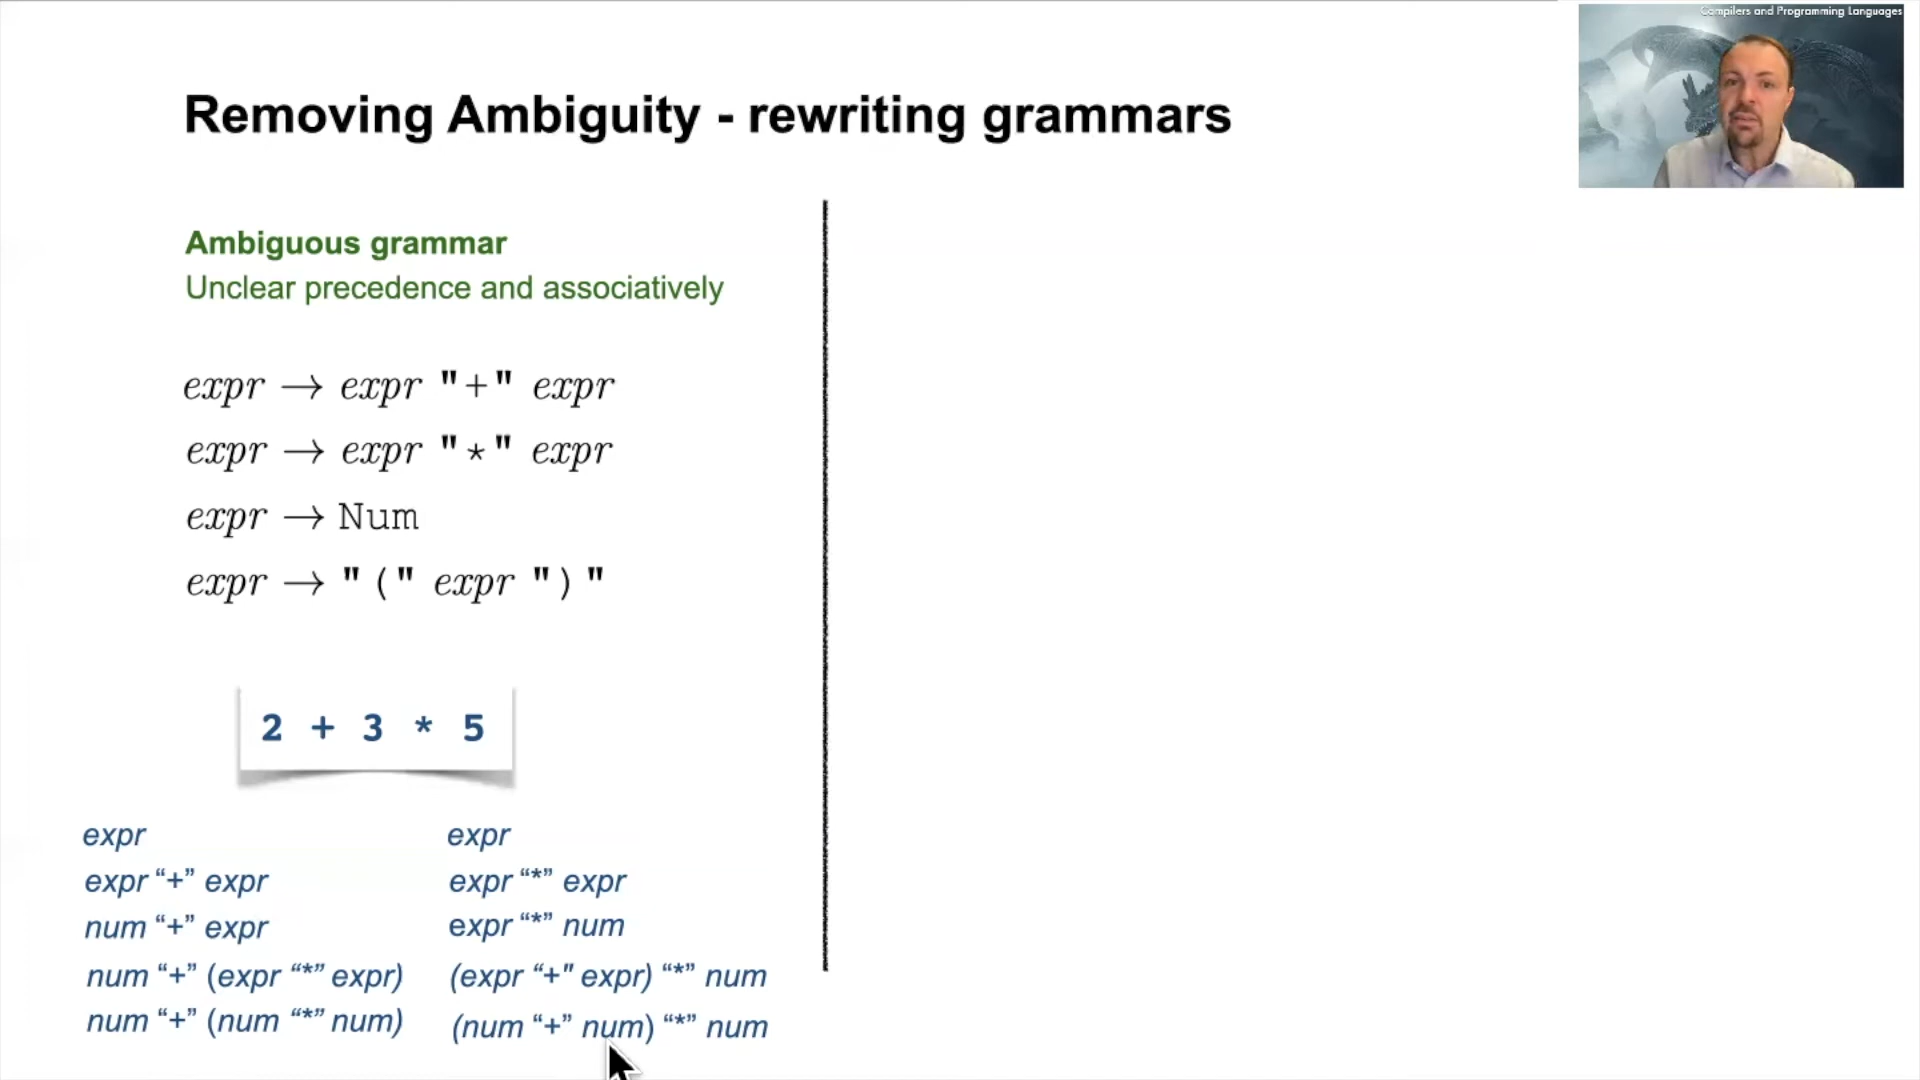 Compilers and Programming Languages
Removing Ambiguity - rewriting grammars
Ambiguous grammar
Unclear precedence and associatively
expr → expr "+" expr
expr → expr "*" expr
expr → Num
expr → "(" expr ")"
2 + 3 * 5
expr
expr “+” expr
num “+” expr
num “+” (expr “*” expr)
num “+” (num “*” num)
expr
expr “*” expr
expr “*” num
(expr “+" expr) “*” num
(num “+” num) “*” num